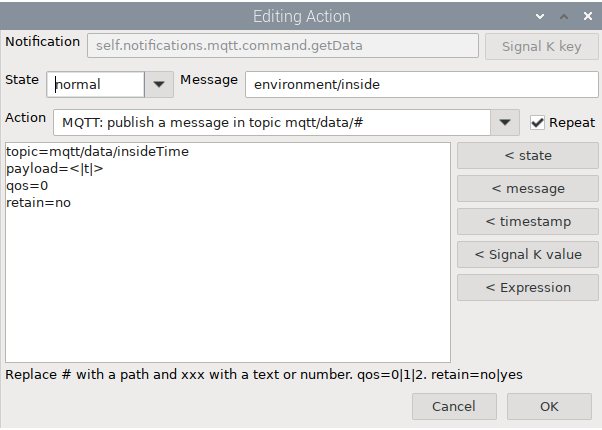 Editing Action
Notification self.notifications.mqtt.command.getData Signal K key
State normal Message environment/inside
Action MQTT: publish a message in topic mqtt/data/# Repeat
topic=mqtt/data/insideTime
payload=<|t|>
qos=0
retain=no
< state
< message
< timestamp
< Signal K value
< Expression
Replace # with a path and xxx with a text or number. qos=0|1|2. retain=no|yes
Cancel OK